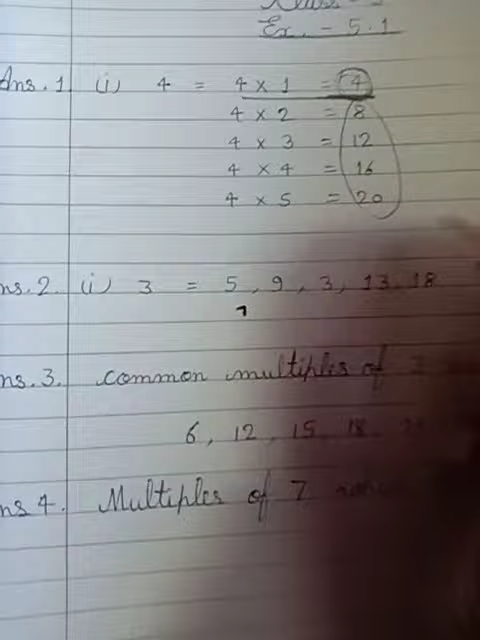 Ex. - 5.1
Ans. 1 (i) 4 = 4 × 1 = 4
4 × 2 = 8
4 × 3 = 12
4 × 4 = 16
4 × 5 = 20
ns. 2. (i) 3 = 5, 9, 3, 13, 18
ns. 3. Common multiples of
6, 12, 15, 18
ns 4. Multiples of 7